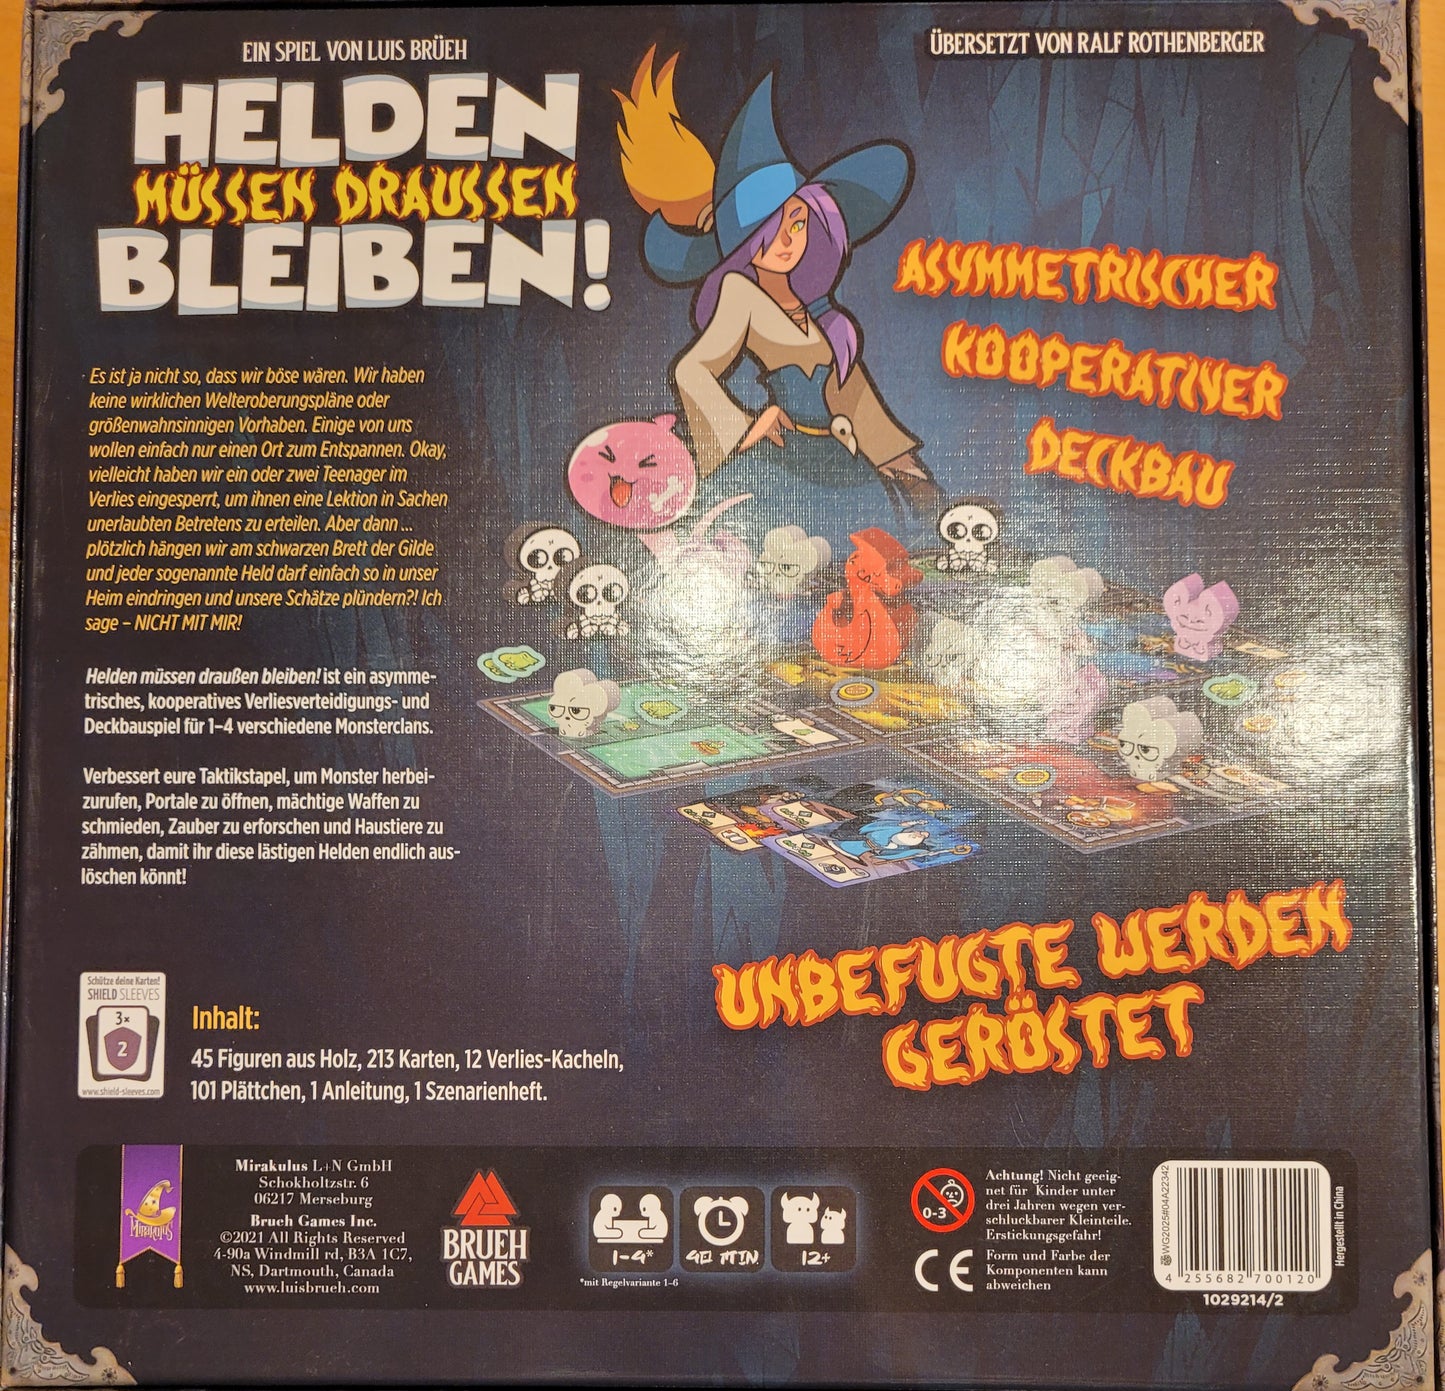 EIN SPIEL VON LUIS BRÜEH
ÜBERSETZT VON RALF ROTHENBERGER
HELDEN
MÜSSEN DRAUSSEN
BLEIBEN!
ASYMMETRISCHER
KOOPERATIVER
DECKBAU
Es ist ja nicht so, dass wir böse wären. Wir haben
keine wirklichen Welteroberungspläne oder
größenwahnsinnigen Vorhaben. Einige von uns
wollen einfach nur einen Ort zum Entspannen. Okay,
vielleicht haben wir ein oder zwei Teenager im
Verlies eingesperrt, um ihnen eine Lektion in Sachen
unerlaubten Betretens zu erteilen. Aber dann ...
plötzlich hängen wir am schwarzen Brett der Gilde
und jeder sogenannte Held darf einfach so in unser
Heim eindringen und unsere Schätze plündern?! Ich
sage – NICHT MIT MIR!
Helden müssen draußen bleiben! ist ein asymme-
trisches, kooperatives Verliesverteidigungs- und
Deckbauspiel für 1–4 verschiedene Monsterclans.
Verbessert eure Taktikstapel, um Monster herbei-
zurufen, Portale zu öffnen, mächtige Waffen zu
schmieden, Zauber zu erforschen und Haustiere zu
zähmen, damit ihr diese lästigen Helden endlich aus-
löschen könnt!
UNBEFUGTE WERDEN
GERÖSTET
Schütze deine Karten!
SHIELD SLEEVES
3×
2
www.shield-sleeves.com
Inhalt:
45 Figuren aus Holz, 213 Karten, 12 Verlies-Kacheln,
101 Plättchen, 1 Anleitung, 1 Szenarienheft.
MIRAKULUS
Mirakulus L+N GmbH
Schokholtzstr. 6
06217 Merseburg
Brueh Games Inc.
©2021 All Rights Reserved
4-90a Windmill rd, B3A 1C7,
NS, Dartmouth, Canada
www.luisbrueh.com
BRUEH
GAMES
1-4*
40 MIN.
12+
*mit Regelvariante 1–6
0-3
Achtung! Nicht geeig-
net für Kinder unter
drei Jahren wegen ver-
schluckbarer Kleinteile.
Erstickungsgefahr!
CE
Form und Farbe der
Komponenten kann
abweichen
WG2025#04A22342
4 255682 700120
1029214/2
Hergestellt in China